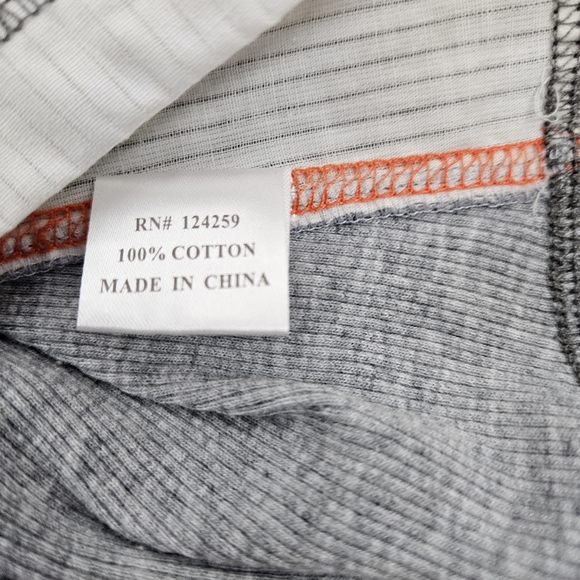 RN# 124259
100% COTTON
MADE IN CHINA